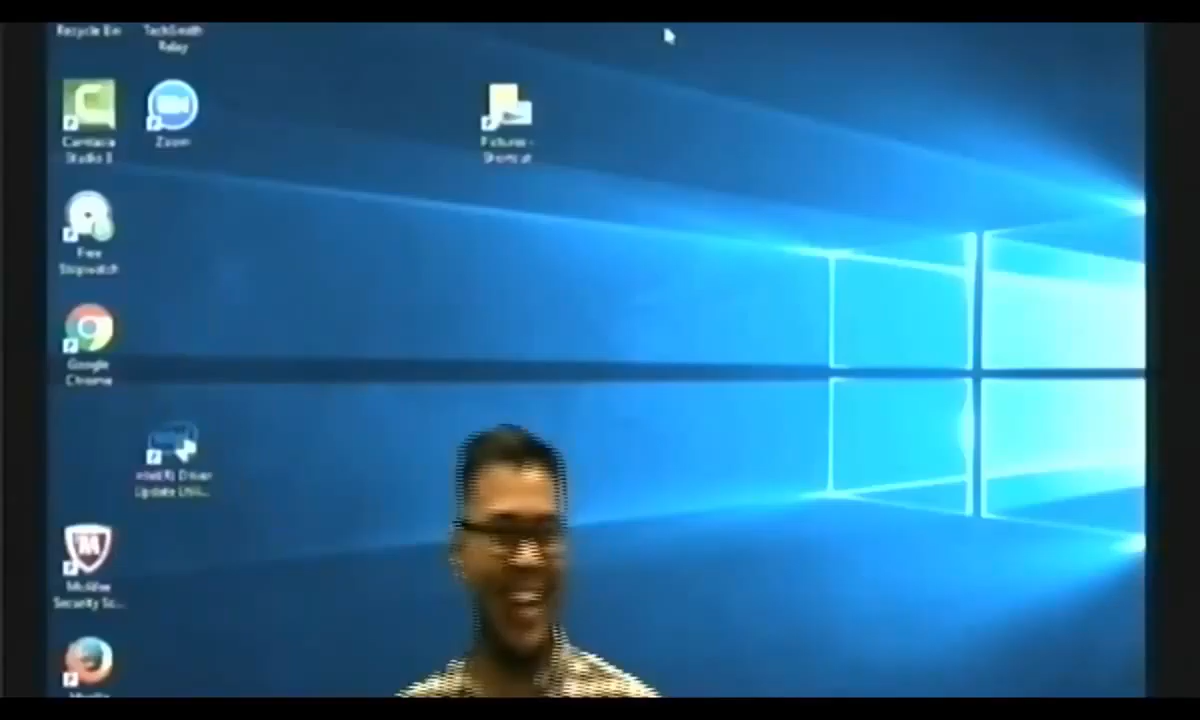 Recycle Bin
TechSmith
Relay
Camtasia
Studio 8
Zoom
Pictures -
Shortcut
Free
Stopwatch
Google
Chrome
Intel(R) Driver
Update Utili...
McAfee
Security Sc...
Mozilla